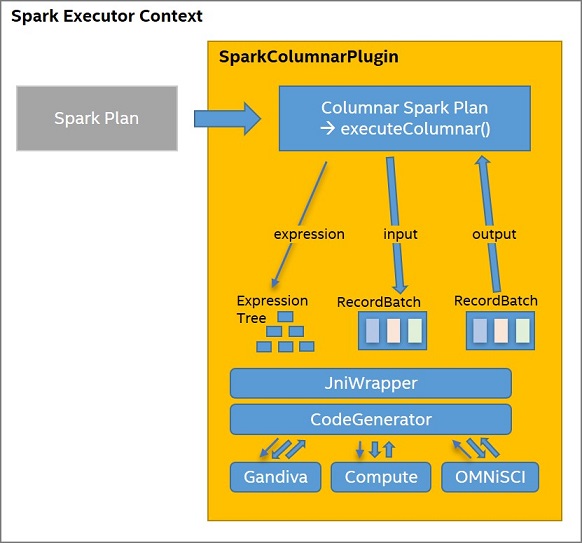 Spark Executor Context
SparkColumnarPlugin
Spark Plan
Columnar Spark Plan
→ executeColumnar()
expression
input
output
Expression
Tree
RecordBatch
RecordBatch
JniWrapper
CodeGenerator
Gandiva
Compute
OMNiSCI